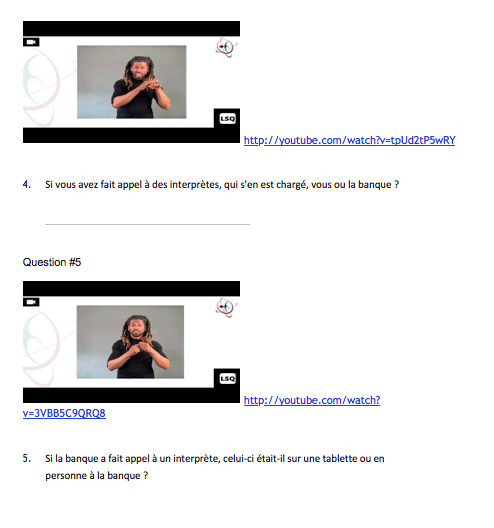 LSQ
http://youtube.com/watch?v=tpUd2tP5wRY
4. Si vous avez fait appel à des interprètes, qui s'en est chargé, vous ou la banque ?
Question #5
LSQ
http://youtube.com/watch?
v=3VBB5C9QRQ8
5. Si la banque a fait appel à un interprète, celui-ci était-il sur une tablette ou en
personne à la banque ?